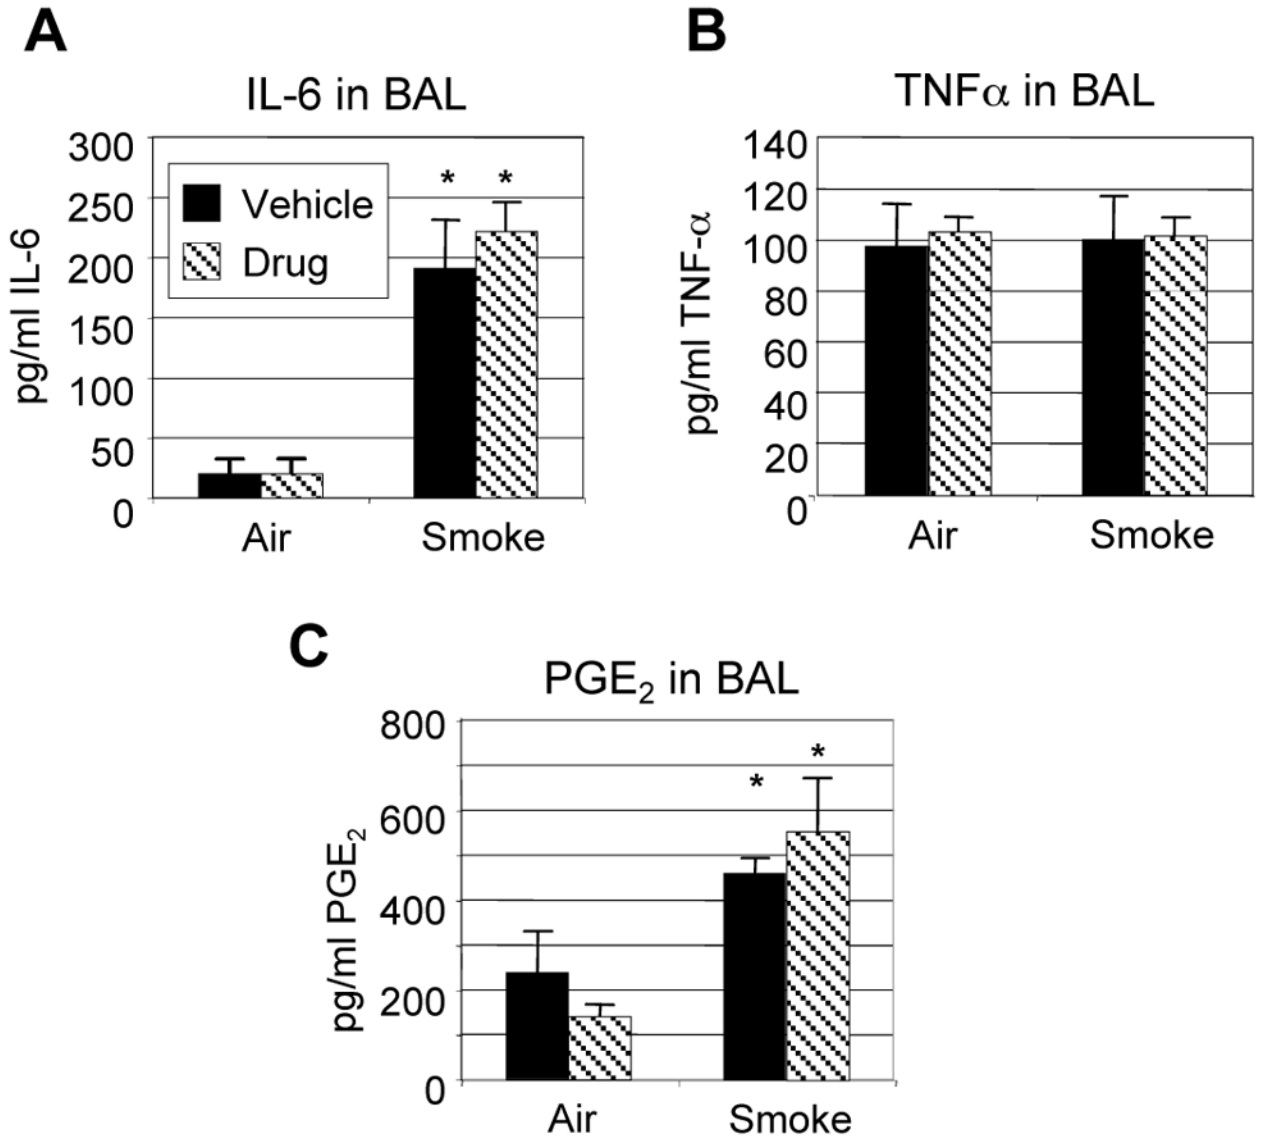 A
IL-6 in BAL
pg/ml IL-6
300
250
200
150
100
50
0
Vehicle
Drug
* *
Air Smoke
B
TNFα in BAL
pg/ml TNF-α
140
120
100
80
60
40
20
0
Air Smoke
C
PGE₂ in BAL
pg/ml PGE₂
800
600
400
200
0
* *
Air Smoke